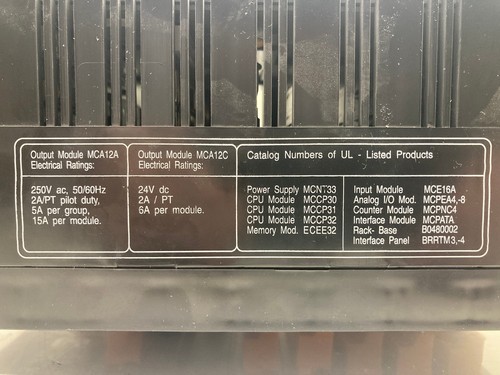 Output Module MCA12A
Electrical Ratings:
250V ac, 50/60Hz
2A/PT pilot duty,
5A per group,
15A per module.
Output Module MCA12C
Electrical Ratings:
24V dc
2A / PT
6A per module.
Catalog Numbers of UL - Listed Products
Power Supply MCNT33
CPU Module MCCP30
CPU Module MCCP31
CPU Module MCCP32
Memory Mod. ECEE32
Input Module MCE16A
Analog I/O Mod. MCPEA4,-8
Counter Module MCPNC4
Interface Module MCPATA
Rack- Base B0480002
Interface Panel BRRTM3,-4